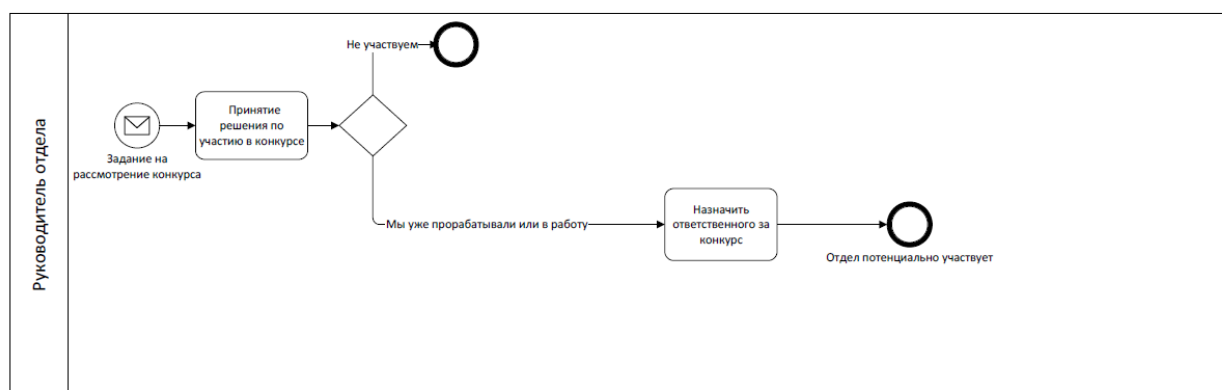 Руководитель отдела
Не участвуем
Принятие
решения по
участию в конкурсе
Задание на
рассмотрение конкурса
Мы уже прорабатывали или в работу
Назначить
ответственного за
конкурс
Отдел потенциально участвует